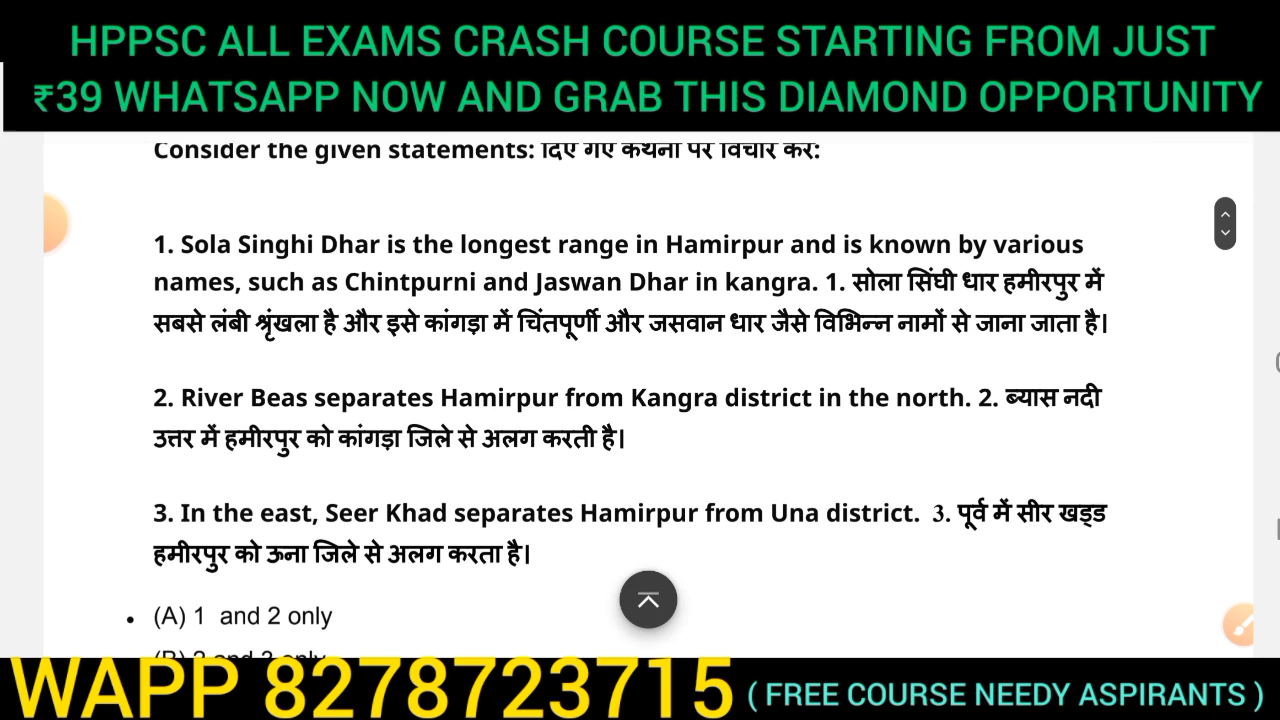 HPPSC ALL EXAMS CRASH COURSE STARTING FROM JUST
₹39 WHATSAPP NOW AND GRAB THIS DIAMOND OPPORTUNITY
Consider the given statements: दिए गए कथनों पर विचार करें:
1. Sola Singhi Dhar is the longest range in Hamirpur and is known by various
names, such as Chintpurni and Jaswan Dhar in kangra. 1. सोला सिंघी धार हमीरपुर में
सबसे लंबी श्रृंखला है और इसे कांगड़ा में चिंतपूर्णी और जसवान धार जैसे विभिन्न नामों से जाना जाता है।
2. River Beas separates Hamirpur from Kangra district in the north. 2. ब्यास नदी
उत्तर में हमीरपुर को कांगड़ा जिले से अलग करती है।
3. In the east, Seer Khad separates Hamirpur from Una district. 3. पूर्व में सीर खड्ड
हमीरपुर को ऊना जिले से अलग करता है।
• (A) 1 and 2 only
(B) 2 and 3 only
WAPP 8278723715 ( FREE COURSE NEEDY ASPIRANTS )